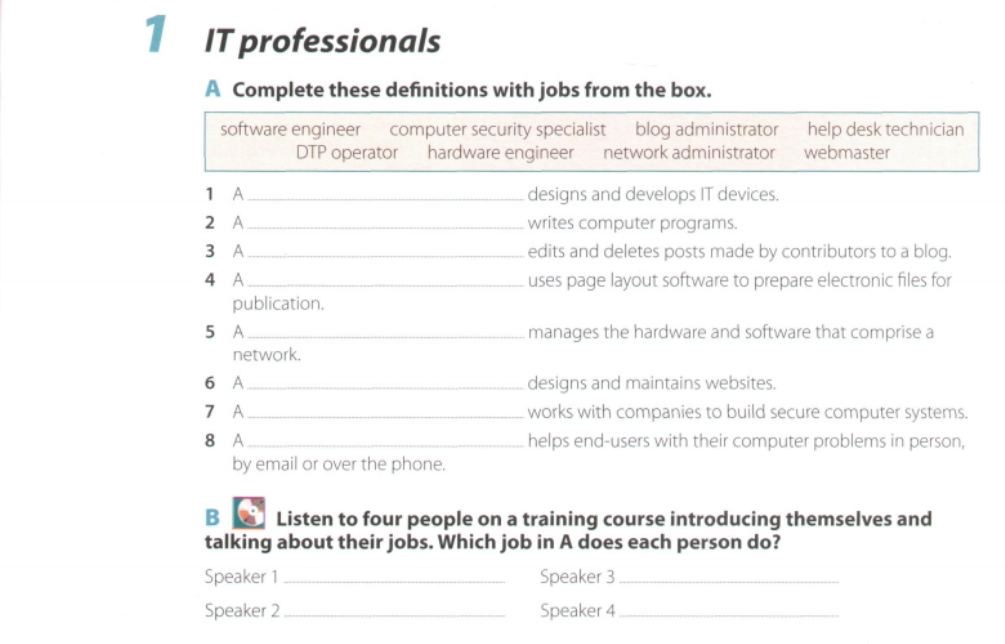 1 IT professionals
A Complete these definitions with jobs from the box.
software engineer computer security specialist blog administrator help desk technician
DTP operator hardware engineer network administrator webmaster
1 A ______ designs and develops IT devices.
2 A ______ writes computer programs.
3 A ______ edits and deletes posts made by contributors to a blog.
4 A ______ uses page layout software to prepare electronic files for
publication.
5 A ______ manages the hardware and software that comprise a
network.
6 A ______ designs and maintains websites.
7 A ______ works with companies to build secure computer systems.
8 A ______ helps end-users with their computer problems in person,
by email or over the phone.
B Listen to four people on a training course introducing themselves and
talking about their jobs. Which job in A does each person do?
Speaker 1 ______ Speaker 3 ______
Speaker 2 ______ Speaker 4 ______